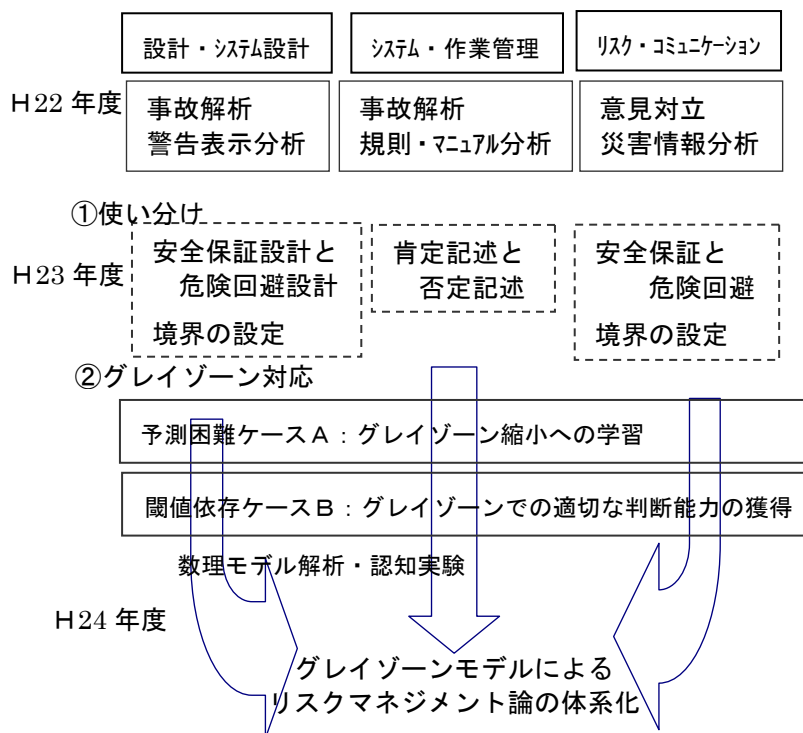 設計・ｼｽﾃﾑ設計
ｼｽﾃﾑ・作業管理
ﾘｽｸ・ｺﾐｭﾆｹｰｼｮﾝ
Ｈ22 年度
事故解析
警告表示分析
事故解析
規則・ﾏﾆｭｱﾙ分析
意見対立
災害情報分析
①使い分け
Ｈ23 年度
安全保証設計と
危険回避設計
境界の設定
肯定記述と
否定記述
安全保証と
危険回避
境界の設定
②グレイゾーン対応
予測困難ケースＡ：グレイゾーン縮小への学習
閾値依存ケースＢ：グレイゾーンでの適切な判断能力の獲得
数理モデル解析・認知実験
Ｈ24 年度
グレイゾーンモデルによる
リスクマネジメント論の体系化